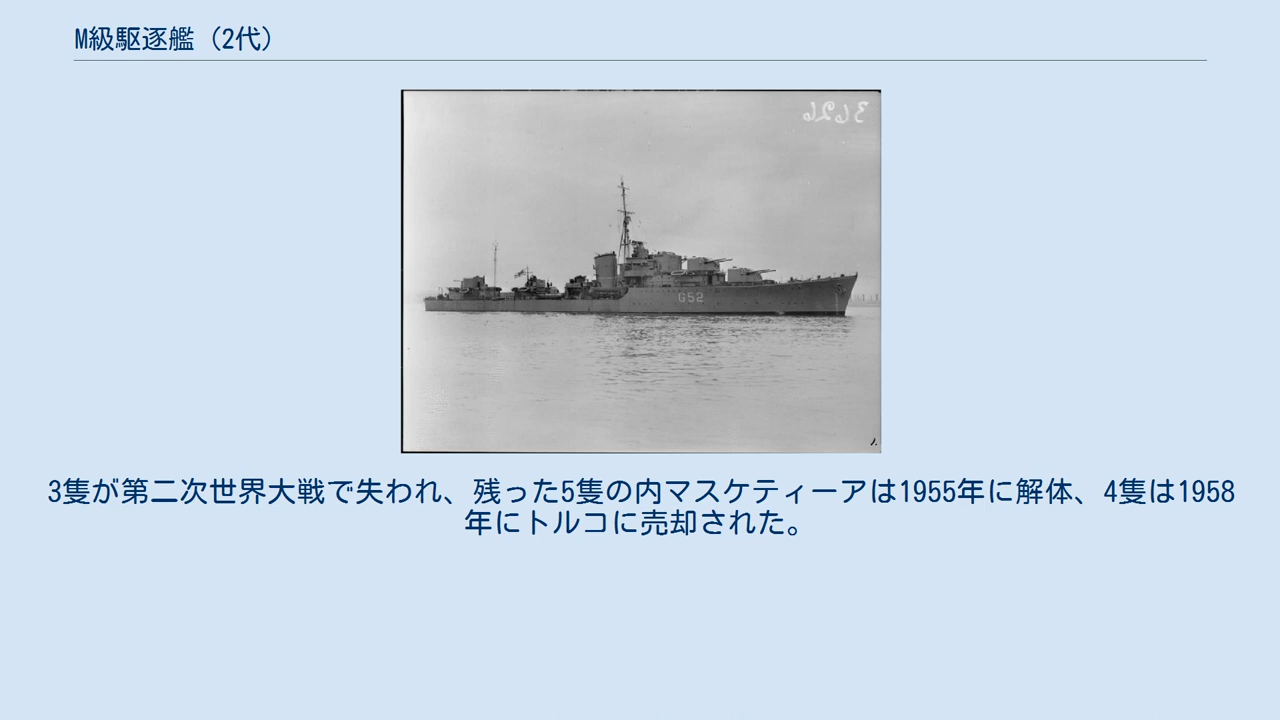 M級駆逐艦（2代）
3626
G52
1.
3隻が第二次世界大戦で失われ、残った5隻の内マスケティーアは1955年に解体、4隻は1958
年にトルコに売却された。